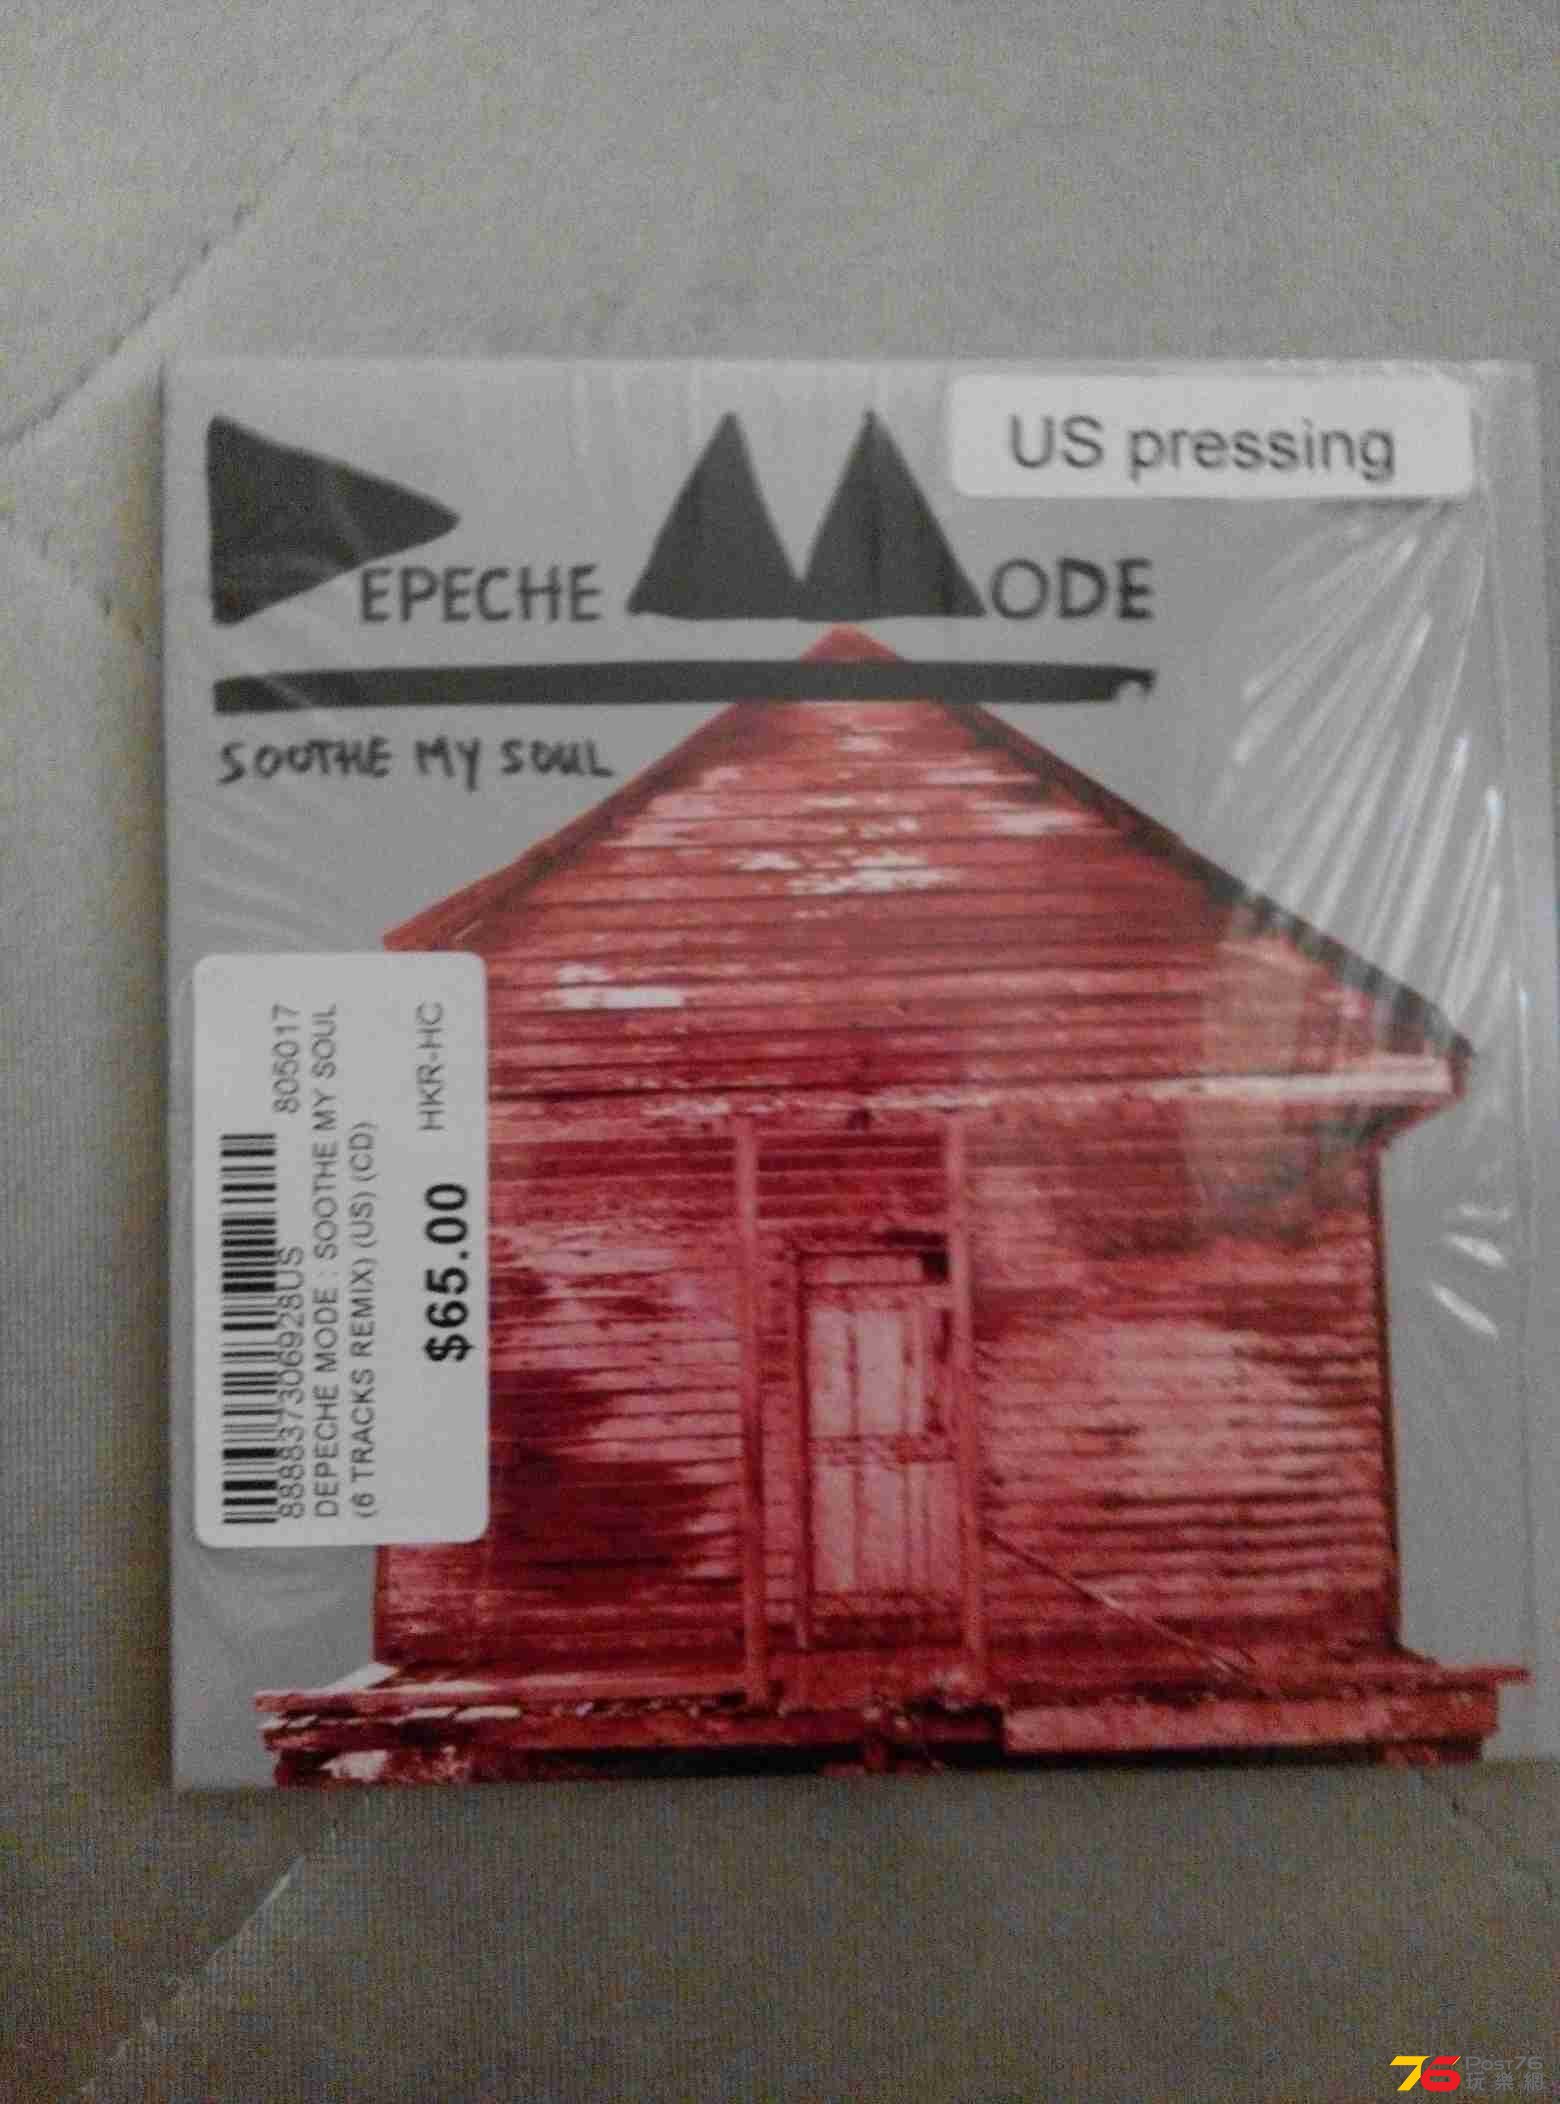 US pressing
DEPECHE MODE
SOOTHE MY SOUL
805017
888837306928US
DEPECHE MODE : SOOTHE MY SOUL
(6 TRACKS REMIX) (US) (CD)
$65.00 HKR-HC
76 POST76
玩樂網